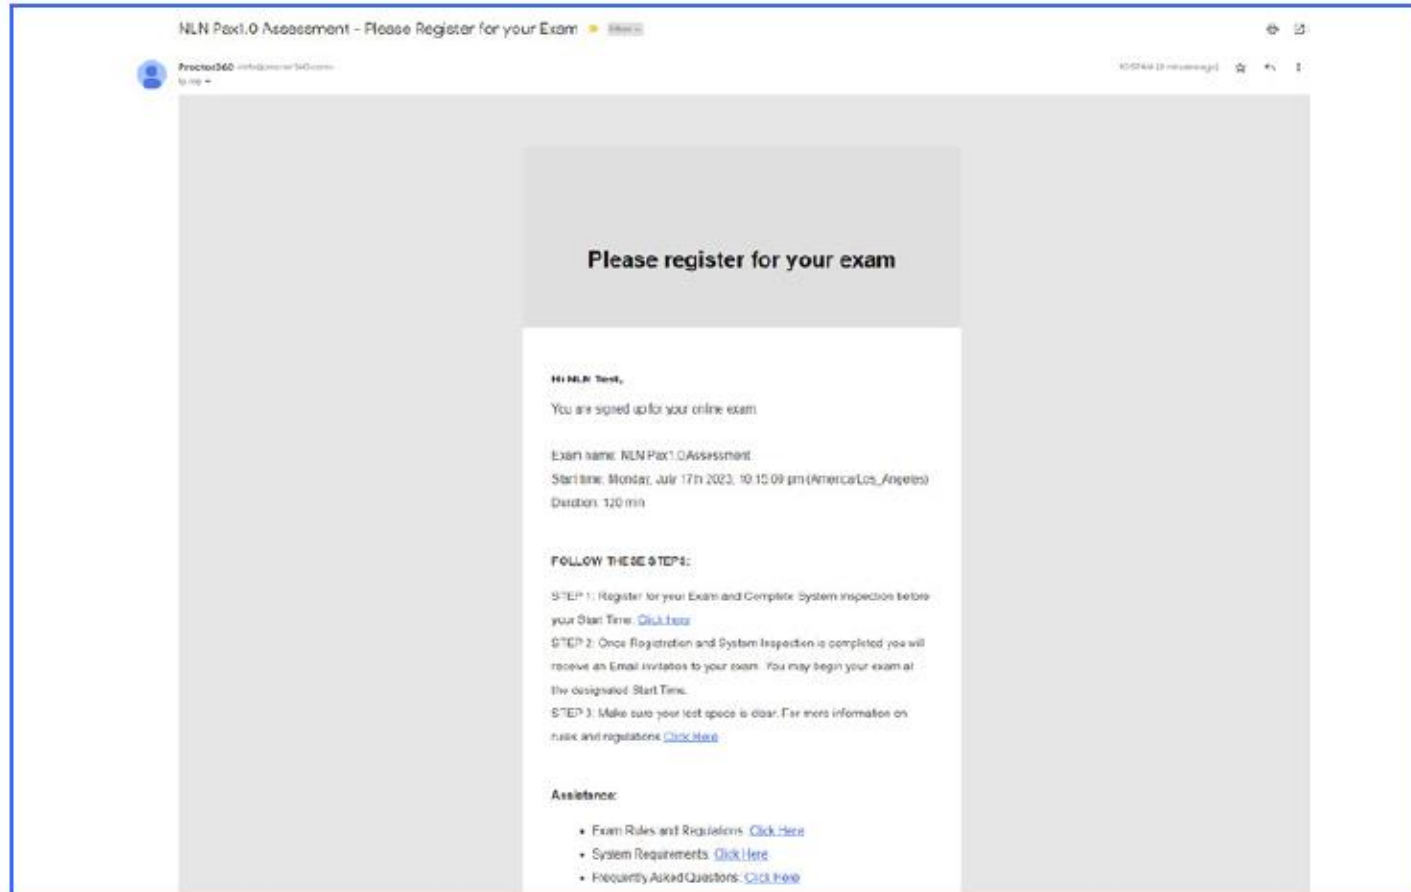 NLN Pax1.0 Assessment - Please Register for your Exam
Proctor360
to me
Please register for your exam
Hi NLN Test,
You are signed up for your online exam
Exam name: NLN Pax1.0 Assessment
Start time: Monday, July 17th 2023, 10:15:00 pm (America/Los_Angeles)
Duration: 120 min
FOLLOW THESE STEPS:
STEP 1: Register for your Exam and Complete System Inspection before
your Start Time. Click Here
STEP 2: Once Registration and System Inspection is completed you will
receive an Email invitation to your exam. You may begin your exam at
the designated Start Time.
STEP 3: Make sure your test space is clear. For more information on
rules and regulations Click Here
Assistance:
• Exam Rules and Regulations: Click Here
• System Requirements: Click Here
• Frequently Asked Questions: Click Here